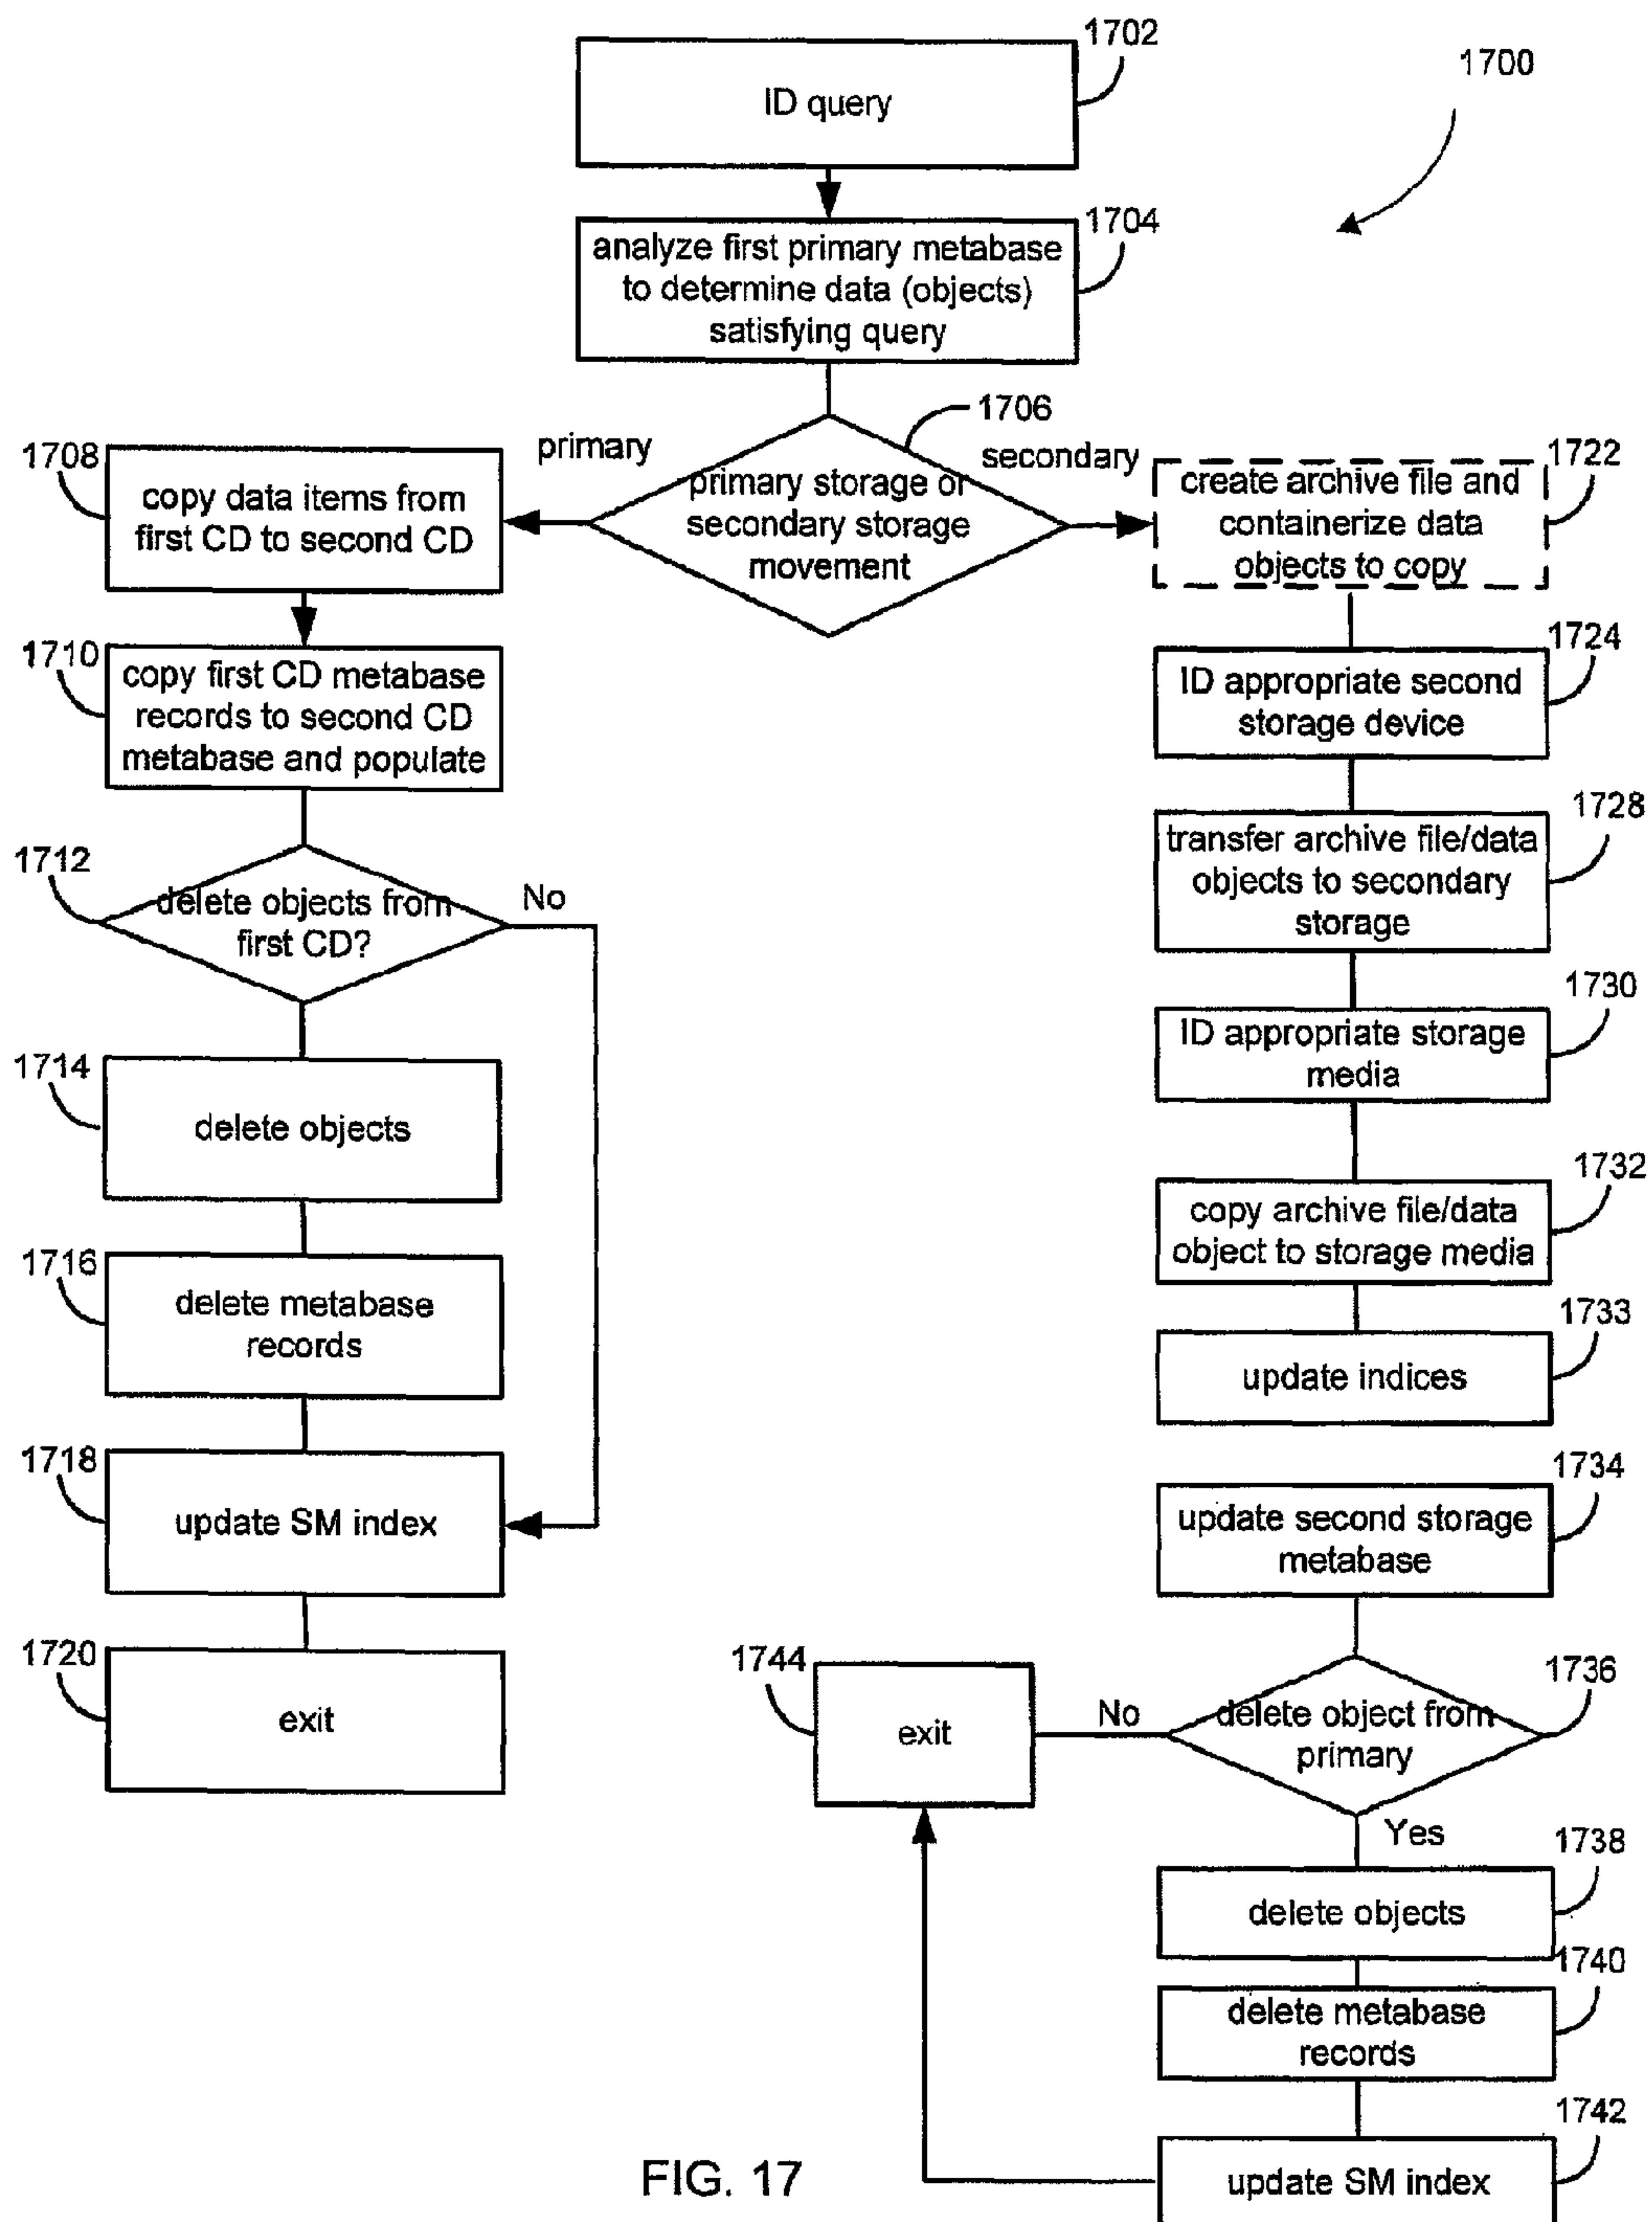 1702
1700
ID query
1704
analyze first primary metabase
to determine data (objects)
satisfying query
1706
primary
secondary
primary storage or
secondary storage
movement
1708
copy data items from
first CD to second CD
1710
copy first CD metabase
records to second CD
metabase and populate
1712
delete objects from
first CD?
No
1714
delete objects
1716
delete metabase
records
1718
update SM index
1720
exit
1722
create archive file and
containerize data
objects to copy
1724
ID appropriate second
storage device
1728
transfer archive file/data
objects to secondary
storage
1730
ID appropriate storage
media
1732
copy archive file/data
object to storage media
1733
update indices
1734
update second storage
metabase
1736
delete object from
primary
No
1744
exit
Yes
1738
delete objects
1740
delete metabase
records
1742
update SM index
FIG. 17